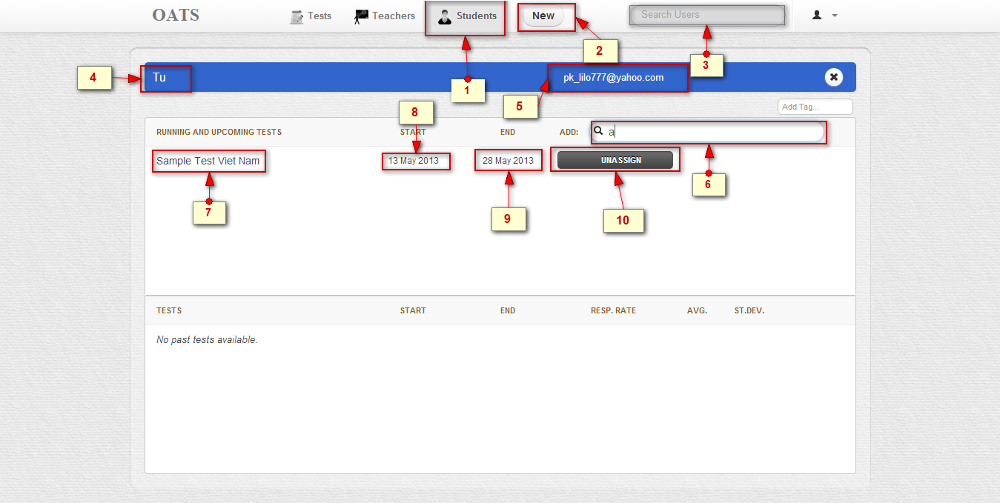 OATS Tests Teachers Students New Search Users
2
3
4 Tu pk_lilo777@yahoo.com
1
5
Add Tag...
8
RUNNING AND UPCOMING TESTS START END ADD: a
Sample Test Viet Nam 13 May 2013 28 May 2013 UNASSIGN
6
7 9 10
TESTS START END RESP. RATE AVG. ST.DEV.
No past tests available.